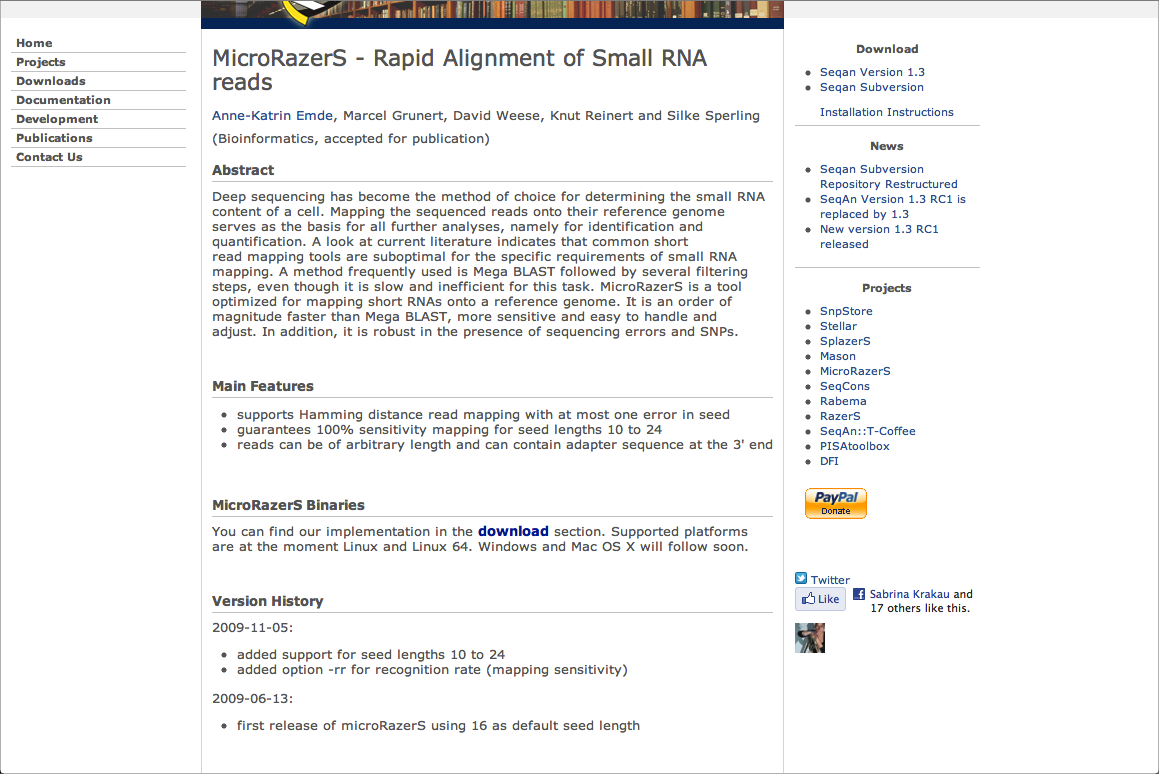 Home
Projects
Downloads
Documentation
Development
Publications
Contact Us
MicroRazerS - Rapid Alignment of Small RNA
reads
Anne-Katrin Emde, Marcel Grunert, David Weese, Knut Reinert and Silke Sperling
(Bioinformatics, accepted for publication)
Abstract
Deep sequencing has become the method of choice for determining the small RNA
content of a cell. Mapping the sequenced reads onto their reference genome
serves as the basis for all further analyses, namely for identification and
quantification. A look at current literature indicates that common short
read mapping tools are suboptimal for the specific requirements of small RNA
mapping. A method frequently used is Mega BLAST followed by several filtering
steps, even though it is slow and inefficient for this task. MicroRazerS is a tool
optimized for mapping short RNAs onto a reference genome. It is an order of
magnitude faster than Mega BLAST, more sensitive and easy to handle and
adjust. In addition, it is robust in the presence of sequencing errors and SNPs.
Main Features
• supports Hamming distance read mapping with at most one error in seed
• guarantees 100% sensitivity mapping for seed lengths 10 to 24
• reads can be of arbitrary length and can contain adapter sequence at the 3' end
MicroRazerS Binaries
You can find our implementation in the download section. Supported platforms
are at the moment Linux and Linux 64. Windows and Mac OS X will follow soon.
Version History
2009-11-05:
• added support for seed lengths 10 to 24
• added option -rr for recognition rate (mapping sensitivity)
2009-06-13:
• first release of microRazerS using 16 as default seed length
Download
• Seqan Version 1.3
• Seqan Subversion
Installation Instructions
News
• Seqan Subversion
Repository Restructured
• SeqAn Version 1.3 RC1 is
replaced by 1.3
• New version 1.3 RC1
released
Projects
• SnpStore
• Stellar
• SplazerS
• Mason
• MicroRazerS
• SeqCons
• Rabema
• RazerS
• SeqAn::T-Coffee
• PISAtoolbox
• DFI
PayPal
Donate
Twitter
Like
Sabrina Krakau and
17 others like this.